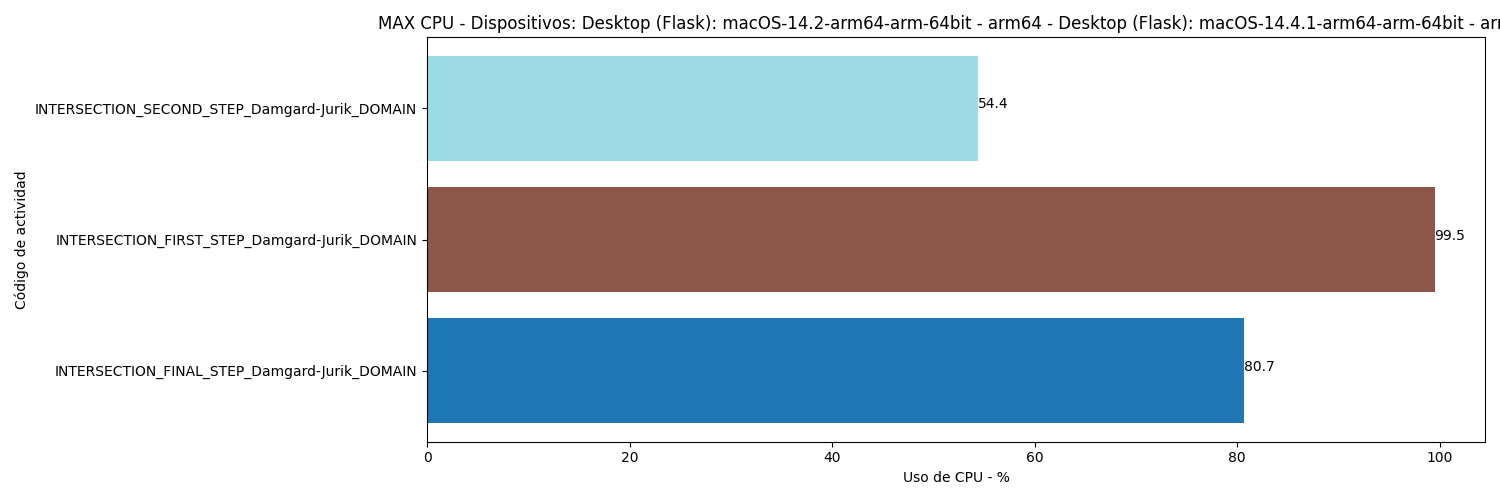 MAX CPU - Dispositivos: Desktop (Flask): macOS-14.2-arm64-arm-64bit - arm64 - Desktop (Flask): macOS-14.4.1-arm64-arm-64bit -
Código de actividad
INTERSECTION_SECOND_STEP_Damgard-Jurik_DOMAIN
54.4
INTERSECTION_FIRST_STEP_Damgard-Jurik_DOMAIN
99.5
INTERSECTION_FINAL_STEP_Damgard-Jurik_DOMAIN
80.7
0 20 40 60 80 100
Uso de CPU - %